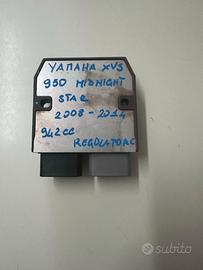 YAMAHA XVS
950 MIDNIGHT
STAR
2008-2014
942CC
REGOLATORE
subito